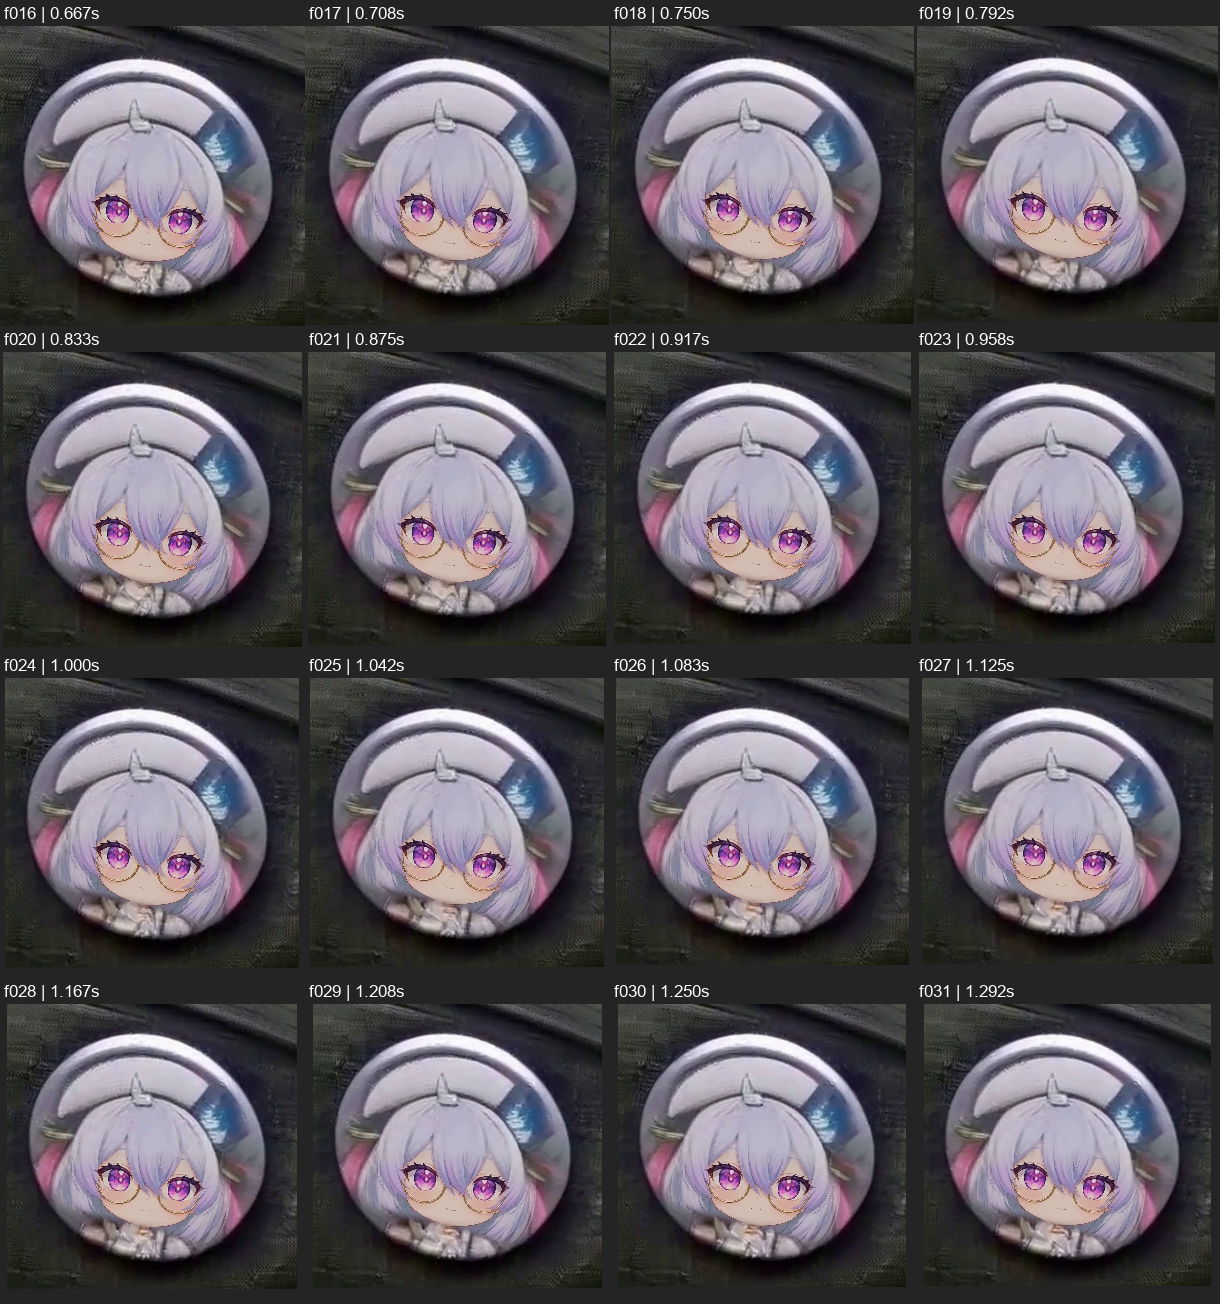 f016 | 0.667s
f017 | 0.708s
f018 | 0.750s
f019 | 0.792s
f020 | 0.833s
f021 | 0.875s
f022 | 0.917s
f023 | 0.958s
f024 | 1.000s
f025 | 1.042s
f026 | 1.083s
f027 | 1.125s
f028 | 1.167s
f029 | 1.208s
f030 | 1.250s
f031 | 1.292s